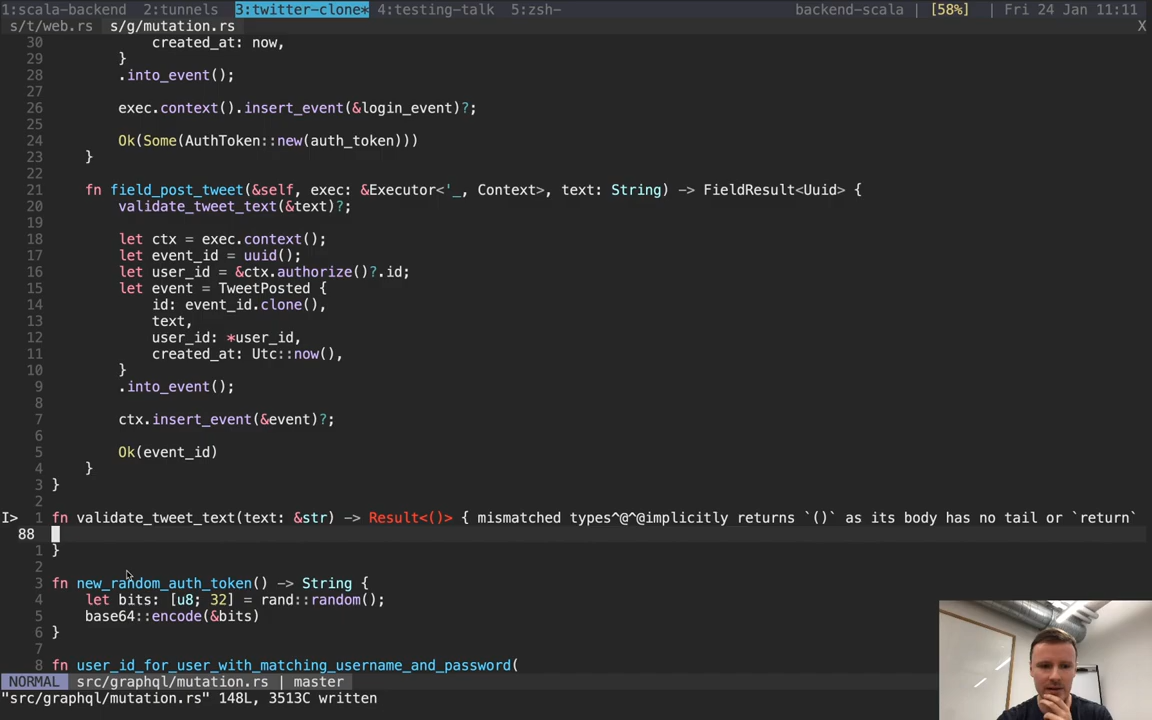 1:scala-backend 2:tunnels 3:twitter-clone* 4:testing-talk 5:zsh- backend-scala | [58%] | Fri 24 Jan 11:11
s/t/web.rs s/g/mutation.rs X
30 created_at: now,
29 }
28 .into_event();
27
26 exec.context().insert_event(&login_event)?;
25
24 Ok(Some(AuthToken::new(auth_token)))
23 }
22
21 fn field_post_tweet(&self, exec: &Executor<'_, Context>, text: String) -> FieldResult<Uuid> {
20 validate_tweet_text(&text)?;
19
18 let ctx = exec.context();
17 let event_id = uuid();
16 let user_id = &ctx.authorize()?.id;
15 let event = TweetPosted {
14 id: event_id.clone(),
13 text,
12 user_id: *user_id,
11 created_at: Utc::now(),
10 }
9 .into_event();
8
7 ctx.insert_event(&event)?;
6
5 Ok(event_id)
4 }
3 }
2
I> 1 fn validate_tweet_text(text: &str) -> Result<()> { mismatched types^@^@implicitly returns `()` as its body has no tail or `return`
88
1 }
2
3 fn new_random_auth_token() -> String {
4 let bits: [u8; 32] = rand::random();
5 base64::encode(&bits)
6 }
7
8 fn user_id_for_user_with_matching_username_and_password(
NORMAL src/graphql/mutation.rs | master
"src/graphql/mutation.rs" 148L, 3513C written